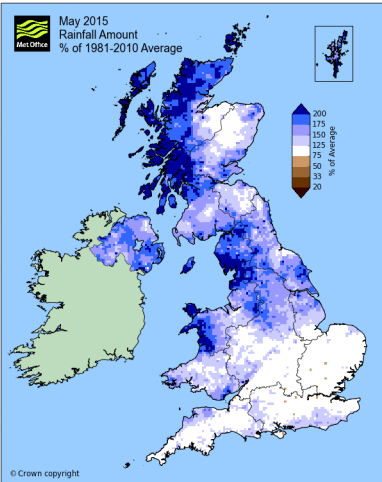 Met Office
May 2015
Rainfall Amount
% of 1981-2010 Average
200
175
150
125
75
50
33
20
% of Average
© Crown copyright